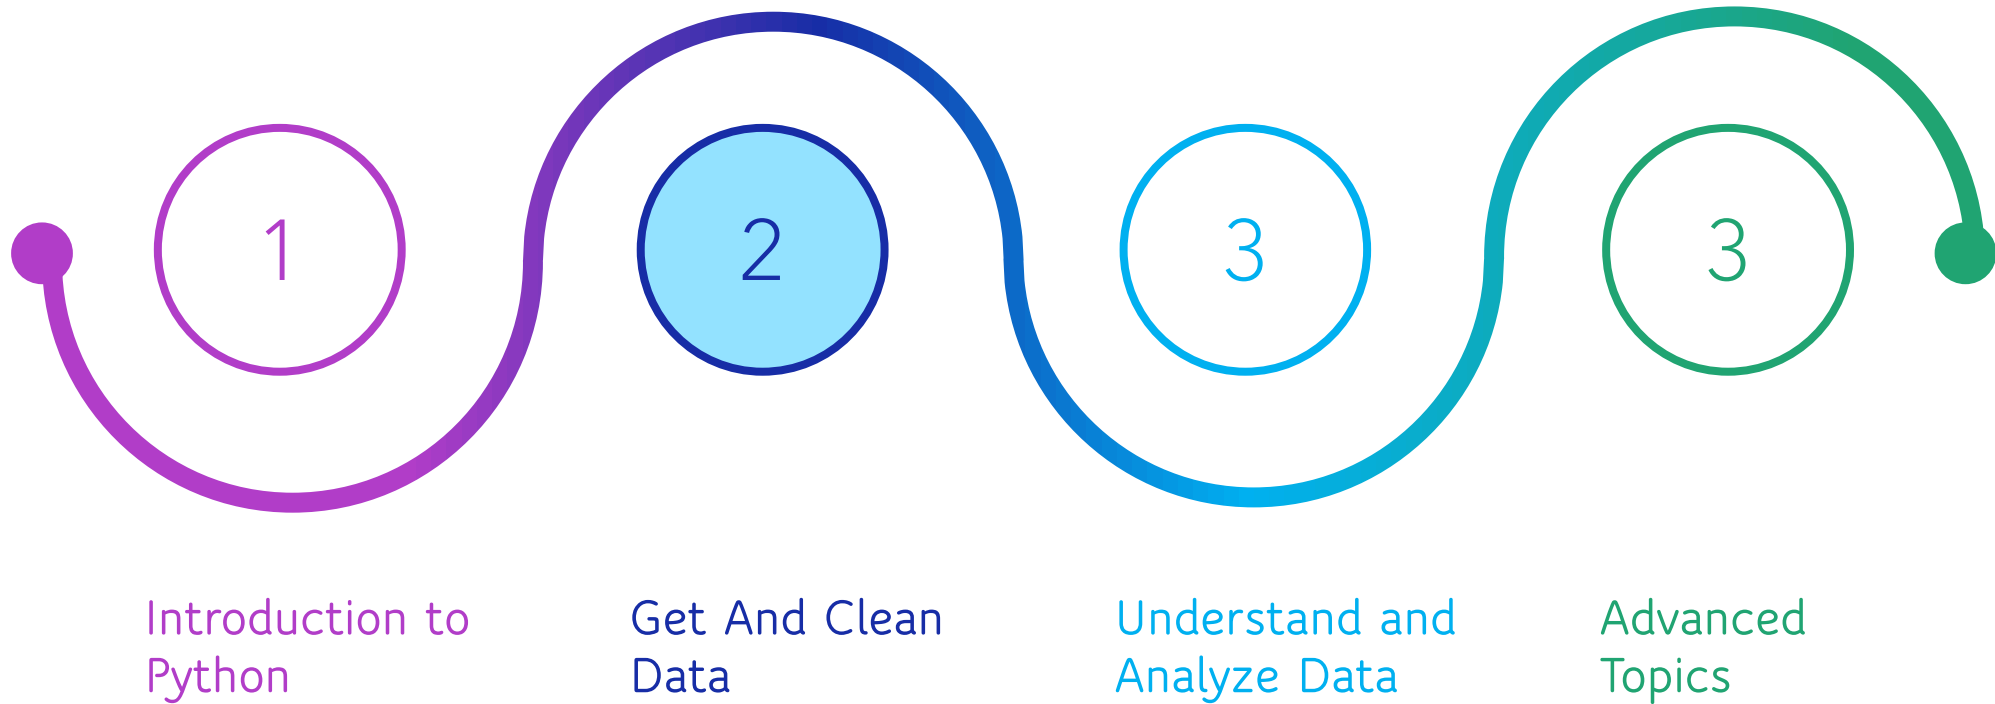 1
2
3
3
Introduction to
Python
Get And Clean
Data
Understand and
Analyze Data
Advanced
Topics